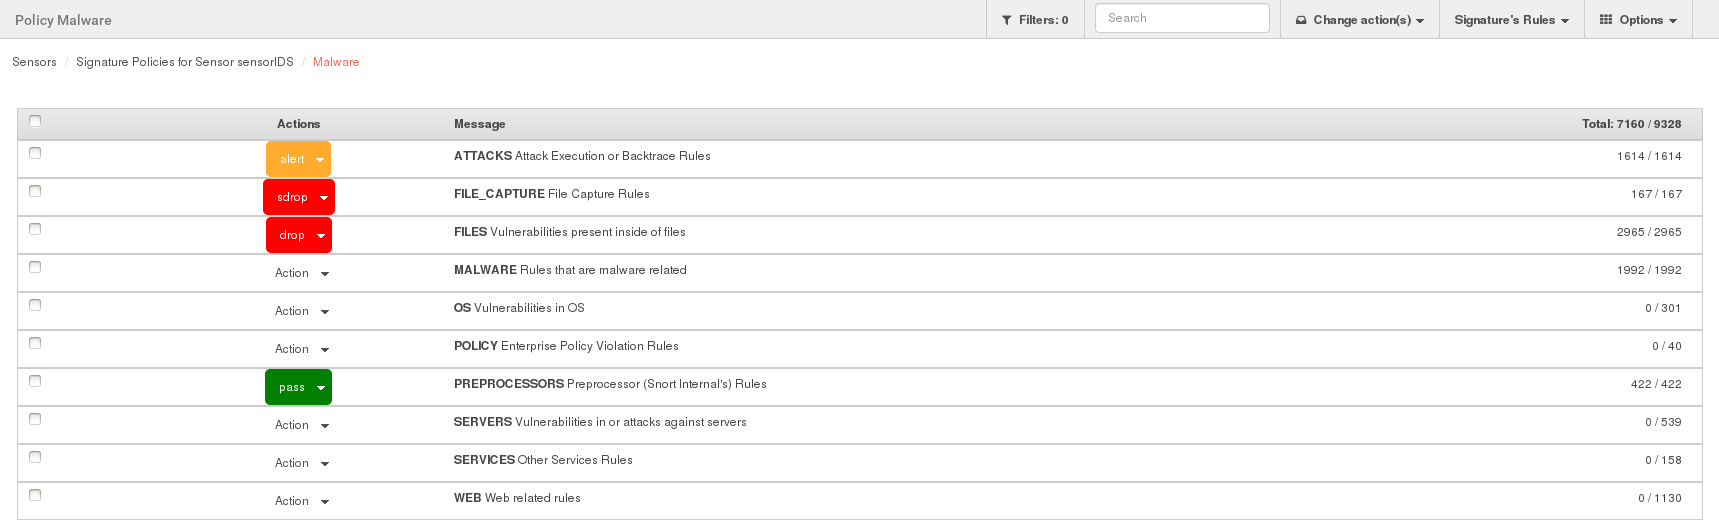 Policy Malware Filters: 0 Search Change action(s) Signature's Rules Options
Sensors / Signature Policies for Sensor sensorIDS / Malware
Actions Message Total: 7160 / 9328
alert ATTACKS Attack Execution or Backtrace Rules 1614 / 1614
sdrop FILE_CAPTURE File Capture Rules 167 / 167
drop FILES Vulnerabilities present inside of files 2965 / 2965
Action MALWARE Rules that are malware related 1992 / 1992
Action OS Vulnerabilities in OS 0 / 301
Action POLICY Enterprise Policy Violation Rules 0 / 40
pass PREPROCESSORS Preprocessor (Snort Internal's) Rules 422 / 422
Action SERVERS Vulnerabilities in or attacks against servers 0 / 539
Action SERVICES Other Services Rules 0 / 158
Action WEB Web related rules 0 / 1130